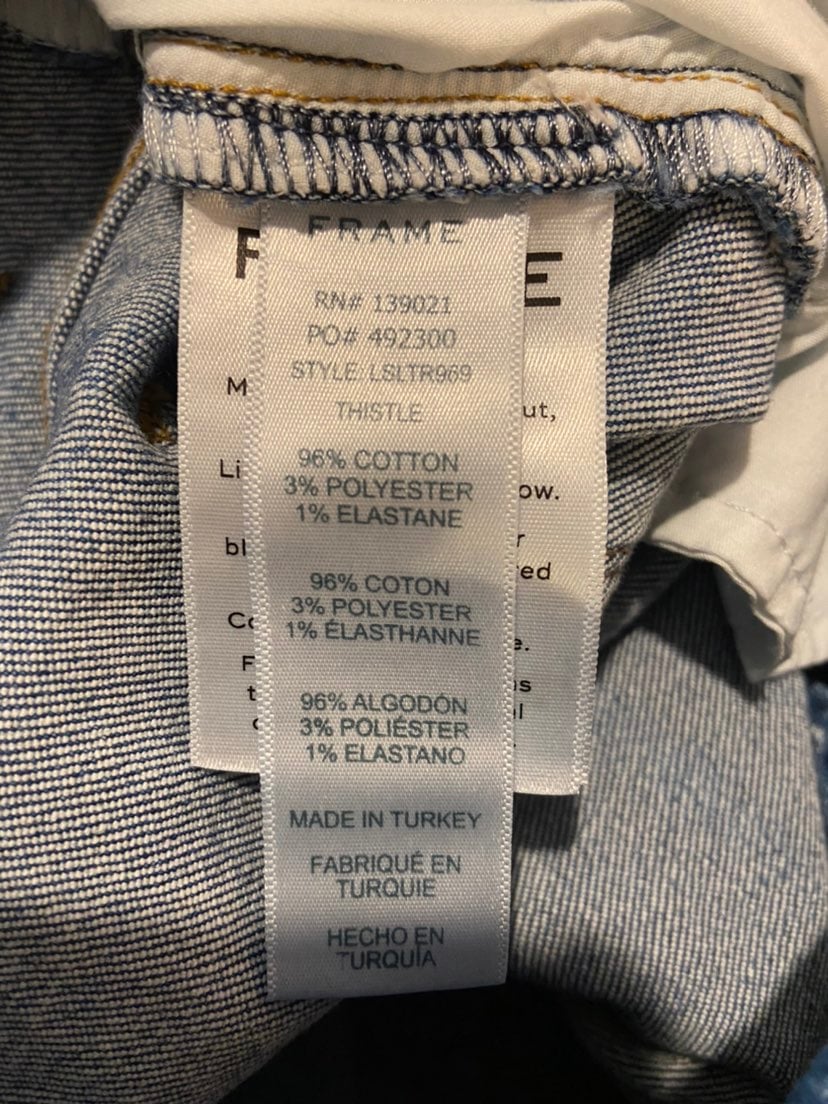 FRAME
RN# 139021
PO# 492300
STYLE: LSLTR969
THISTLE
96% COTTON
3% POLYESTER
1% ELASTANE
96% COTON
3% POLYESTER
1% ÉLASTHANNE
96% ALGODÓN
3% POLIÉSTER
1% ELASTANO
MADE IN TURKEY
FABRIQUÉ EN
TURQUIE
HECHO EN
TURQUÍA